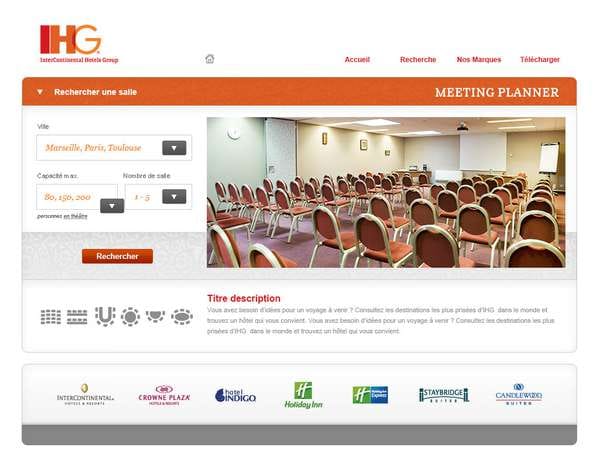 IHG
InterContinental Hotels Group
Accueil Recherche Nos Marques Télécharger
Rechercher une salle
MEETING PLANNER
Ville
Marseille, Paris, Toulouse
Capacité max. Nombre de salle
80, 150, 200 1 - 5
personnes en théâtre
Rechercher
Titre description
Vous avez besoin d'idées pour un voyage à venir ? Consultez les destinations les plus prisées d'IHG dans le monde et
trouvez un hôtel qui vous convient. Vous avez besoin d'idées pour un voyage à venir ? Consultez les destinations les plus
prisées d'IHG dans le monde et trouvez un hôtel qui vous convient.
INTERCONTINENTAL
HOTELS & RESORTS
CROWNE PLAZA
HOTELS & RESORTS
hotel
INDIGO
Holiday Inn
Holiday Inn
Express
STAYBRIDGE
SUITES
CANDLEWOOD
SUITES